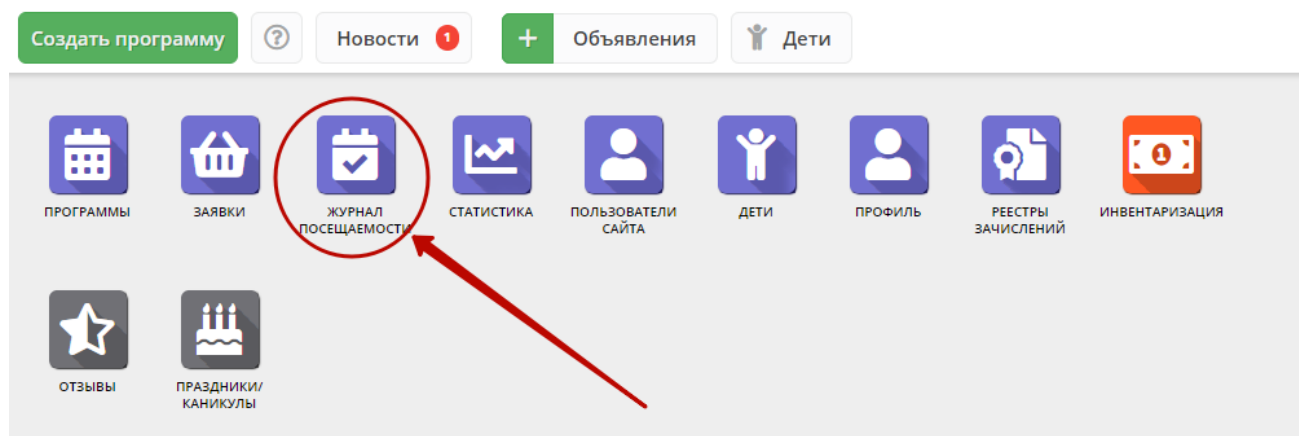 Создать программу ? Новости 1 + Объявления Дети
ПРОГРАММЫ ЗАЯВКИ ЖУРНАЛ ПОСЕЩАЕМОСТИ СТАТИСТИКА ПОЛЬЗОВАТЕЛИ САЙТА ДЕТИ ПРОФИЛЬ РЕЕСТРЫ ЗАЧИСЛЕНИЙ 1 ИНВЕНТАРИЗАЦИЯ
ОТЗЫВЫ ПРАЗДНИКИ/ КАНИКУЛЫ